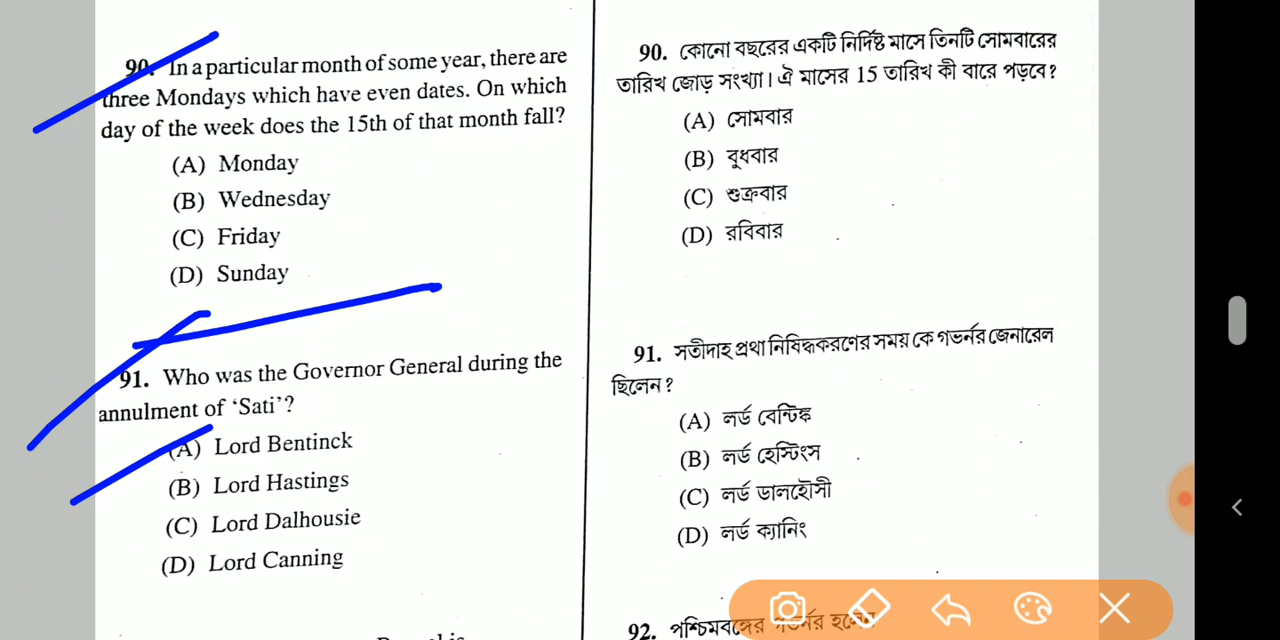 90. In a particular month of some year, there are
three Mondays which have even dates. On which
day of the week does the 15th of that month fall?
(A) Monday
(B) Wednesday
(C) Friday
(D) Sunday
91. Who was the Governor General during the
annulment of ‘Sati’?
(A) Lord Bentinck
(B) Lord Hastings
(C) Lord Dalhousie
(D) Lord Canning
90. কোনো বছরের একটি নির্দিষ্ট মাসে তিনটি সোমবারের
তারিখ জোড় সংখ্যা। ঐ মাসের 15 তারিখ কী বারে পড়বে?
(A) সোমবার
(B) বুধবার
(C) শুক্রবার
(D) রবিবার
91. সতীদাহ প্রথা নিষিদ্ধকরণের সময় কে গভর্নর জেনারেল
ছিলেন?
(A) লর্ড বেন্টিঙ্ক
(B) লর্ড হেস্টিংস
(C) লর্ড ডালহৌসী
(D) লর্ড ক্যানিং
92. পশ্চিমবঙ্গের গভর্নর হলেন